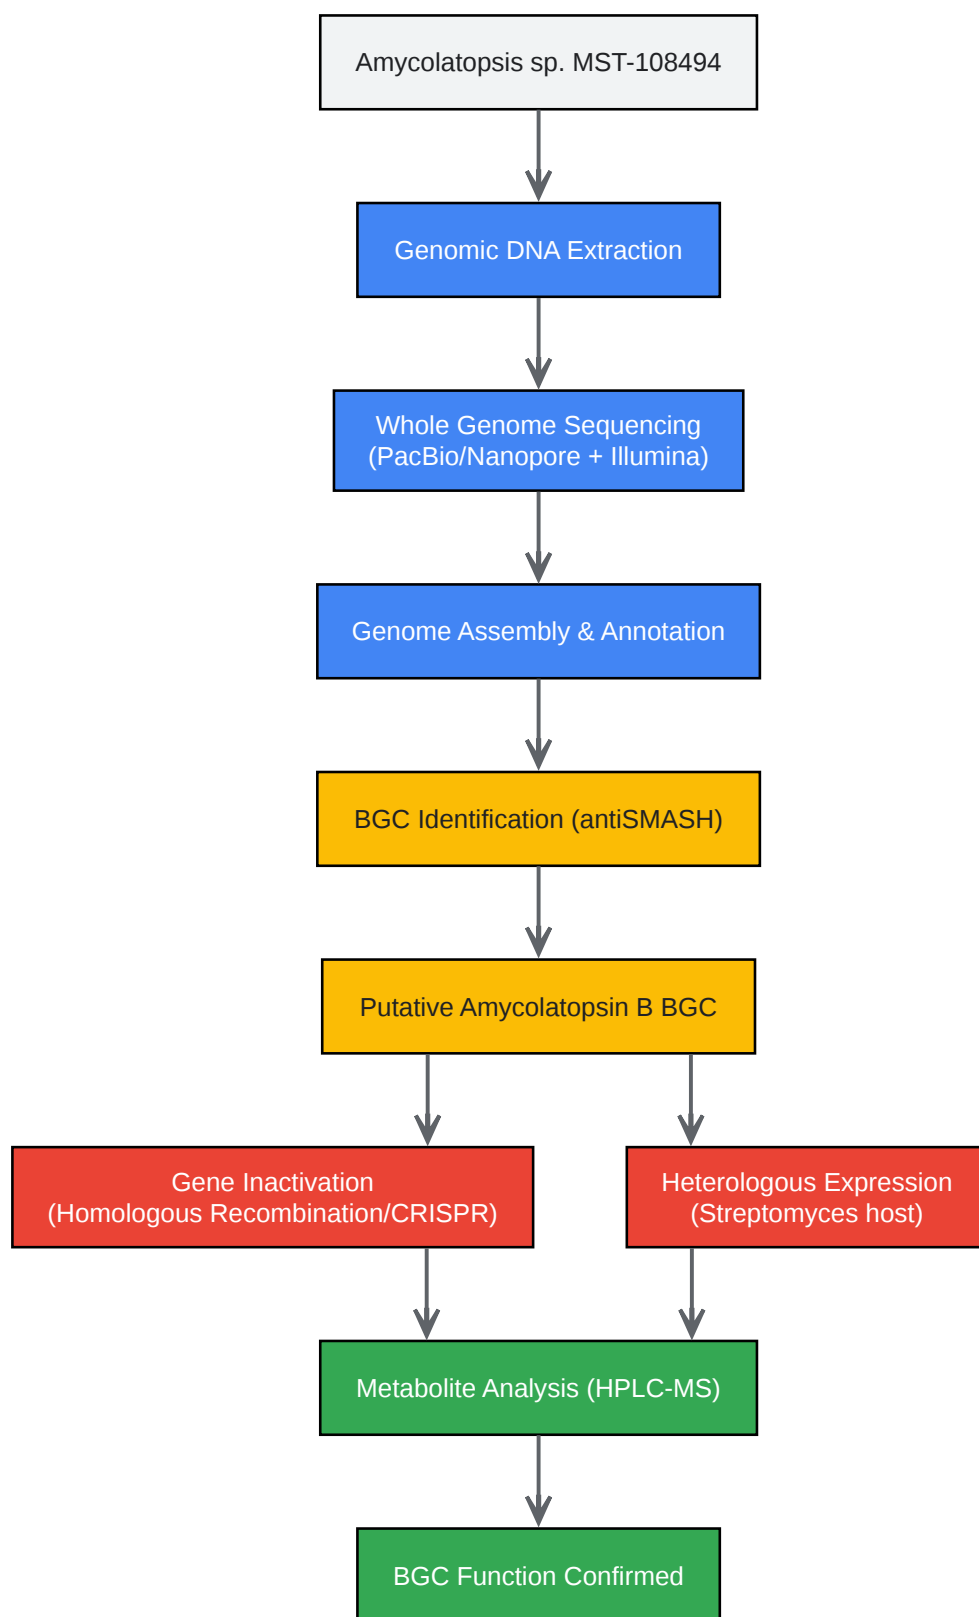 Amycolatopsis sp. MST-108494
Genomic DNA Extraction
Whole Genome Sequencing
(PacBio/Nanopore + Illumina)
Genome Assembly & Annotation
BGC Identification (antiSMASH)
Putative Amycolatopsin B BGC
Gene Inactivation
(Homologous Recombination/CRISPR)
Heterologous Expression
(Streptomyces host)
Metabolite Analysis (HPLC-MS)
BGC Function Confirmed